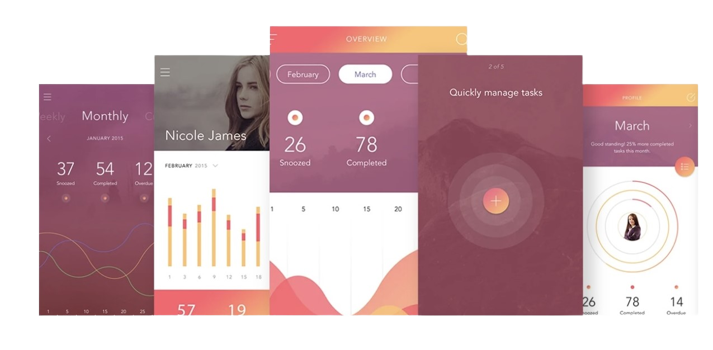 eekly
Monthly
Ca
JANUARY 2015
37
54
12
Snoozed
Completed
Overdue
1 5 10 15 20 25
Nicole James
FEBRUARY 2015
1 3 6 9 12 15 18
57 19
OVERVIEW
February
March
26
78
Snoozed
Completed
1 5 10 15 20
2 of 5
Quickly manage tasks
PROFILE
March
Good standing! 25% more completed
tasks this month
26 78 14
Snoozed Completed Overdue